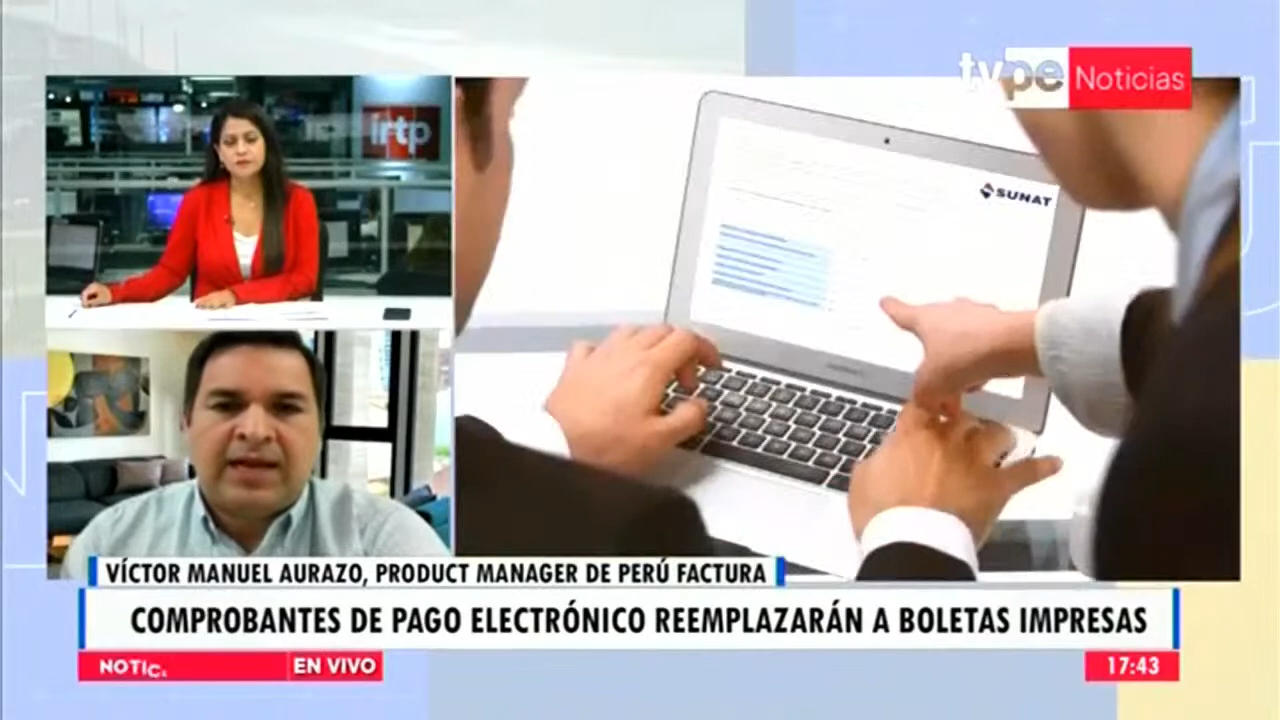 tvpe Noticias
irtp
SUNAT
VÍCTOR MANUEL AURAZO, PRODUCT MANAGER DE PERÚ FACTURA
COMPROBANTES DE PAGO ELECTRÓNICO REEMPLAZARÁN A BOLETAS IMPRESAS
EN VIVO
17:43